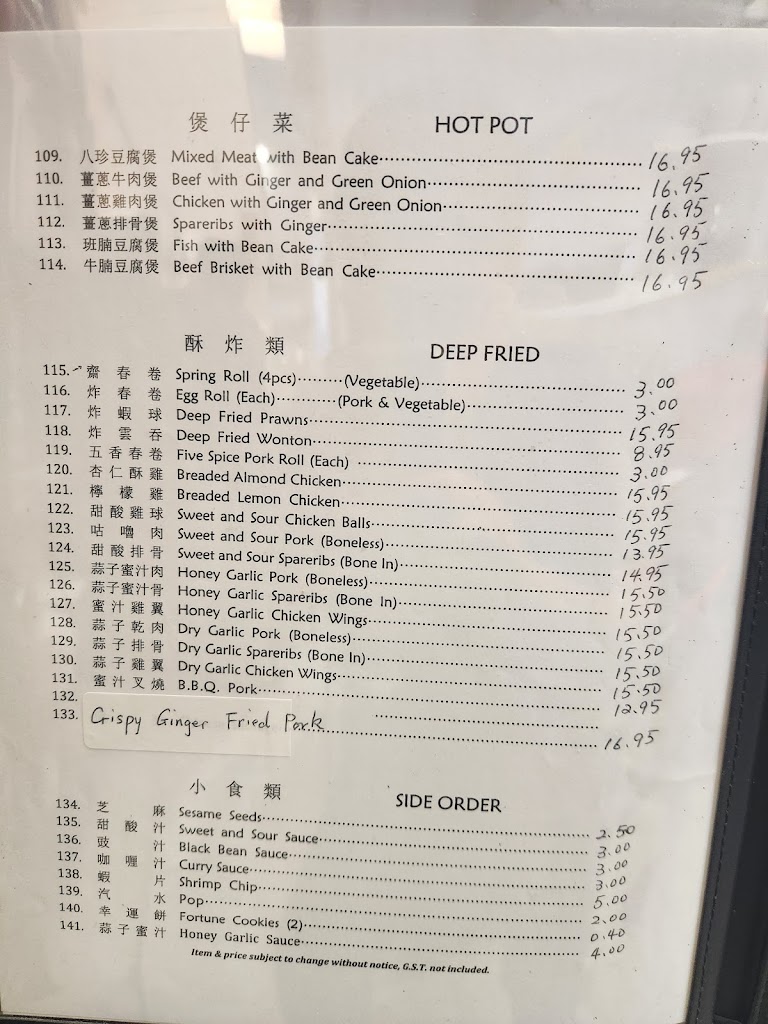 煲 仔 菜 HOT POT
109. 八珍豆腐煲 Mixed Meat with Bean Cake 16.95
110. 薑蔥牛肉煲 Beef with Ginger and Green Onion 16.95
111. 薑蔥雞肉煲 Chicken with Ginger and Green Onion 16.95
112. 薑蔥排骨煲 Spareribs with Ginger 16.95
113. 班腩豆腐煲 Fish with Bean Cake 16.95
114. 牛腩豆腐煲 Beef Brisket with Bean Cake 16.95
酥 炸 類 DEEP FRIED
115. 齋春卷 Spring Roll (4pcs) (Vegetable) 3.00
116. 炸春卷 Egg Roll (Each) (Pork & Vegetable) 3.00
117. 炸蝦球 Deep Fried Prawns 15.95
118. 炸雲吞 Deep Fried Wonton 8.95
119. 五香春卷 Five Spice Pork Roll (Each) 3.00
120. 杏仁酥雞 Breaded Almond Chicken 15.95
121. 檸檬雞 Breaded Lemon Chicken 15.95
122. 甜酸雞球 Sweet and Sour Chicken Balls 15.95
123. 咕嚕肉 Sweet and Sour Pork (Boneless) 13.95
124. 甜酸排骨 Sweet and Sour Spareribs (Bone In) 14.95
125. 蒜子蜜汁肉 Honey Garlic Pork (Boneless) 15.50
126. 蒜子蜜汁骨 Honey Garlic Spareribs (Bone In) 15.50
127. 蜜汁雞翼 Honey Garlic Chicken Wings 15.50
128. 蒜子乾肉 Dry Garlic Pork (Boneless) 15.50
129. 蒜子排骨 Dry Garlic Spareribs (Bone In) 15.50
130. 蒜子雞翼 Dry Garlic Chicken Wings 15.50
131. 蜜汁叉燒 B.B.Q. Pork 12.95
132.
133. Crispy Ginger Fried Pork 16.95
小 食 類 SIDE ORDER
134. 芝麻 Sesame Seeds 2.50
135. 甜酸汁 Sweet and Sour Sauce 3.00
136. 豉汁 Black Bean Sauce 3.00
137. 咖喱汁 Curry Sauce 3.00
138. 蝦片 Shrimp Chip 5.00
139. 汽水 Pop 2.00
140. 幸運餅 Fortune Cookies (2) 0.40
141. 蒜子蜜汁 Honey Garlic Sauce 4.00
Item & price subject to change without notice, G.S.T. not included.